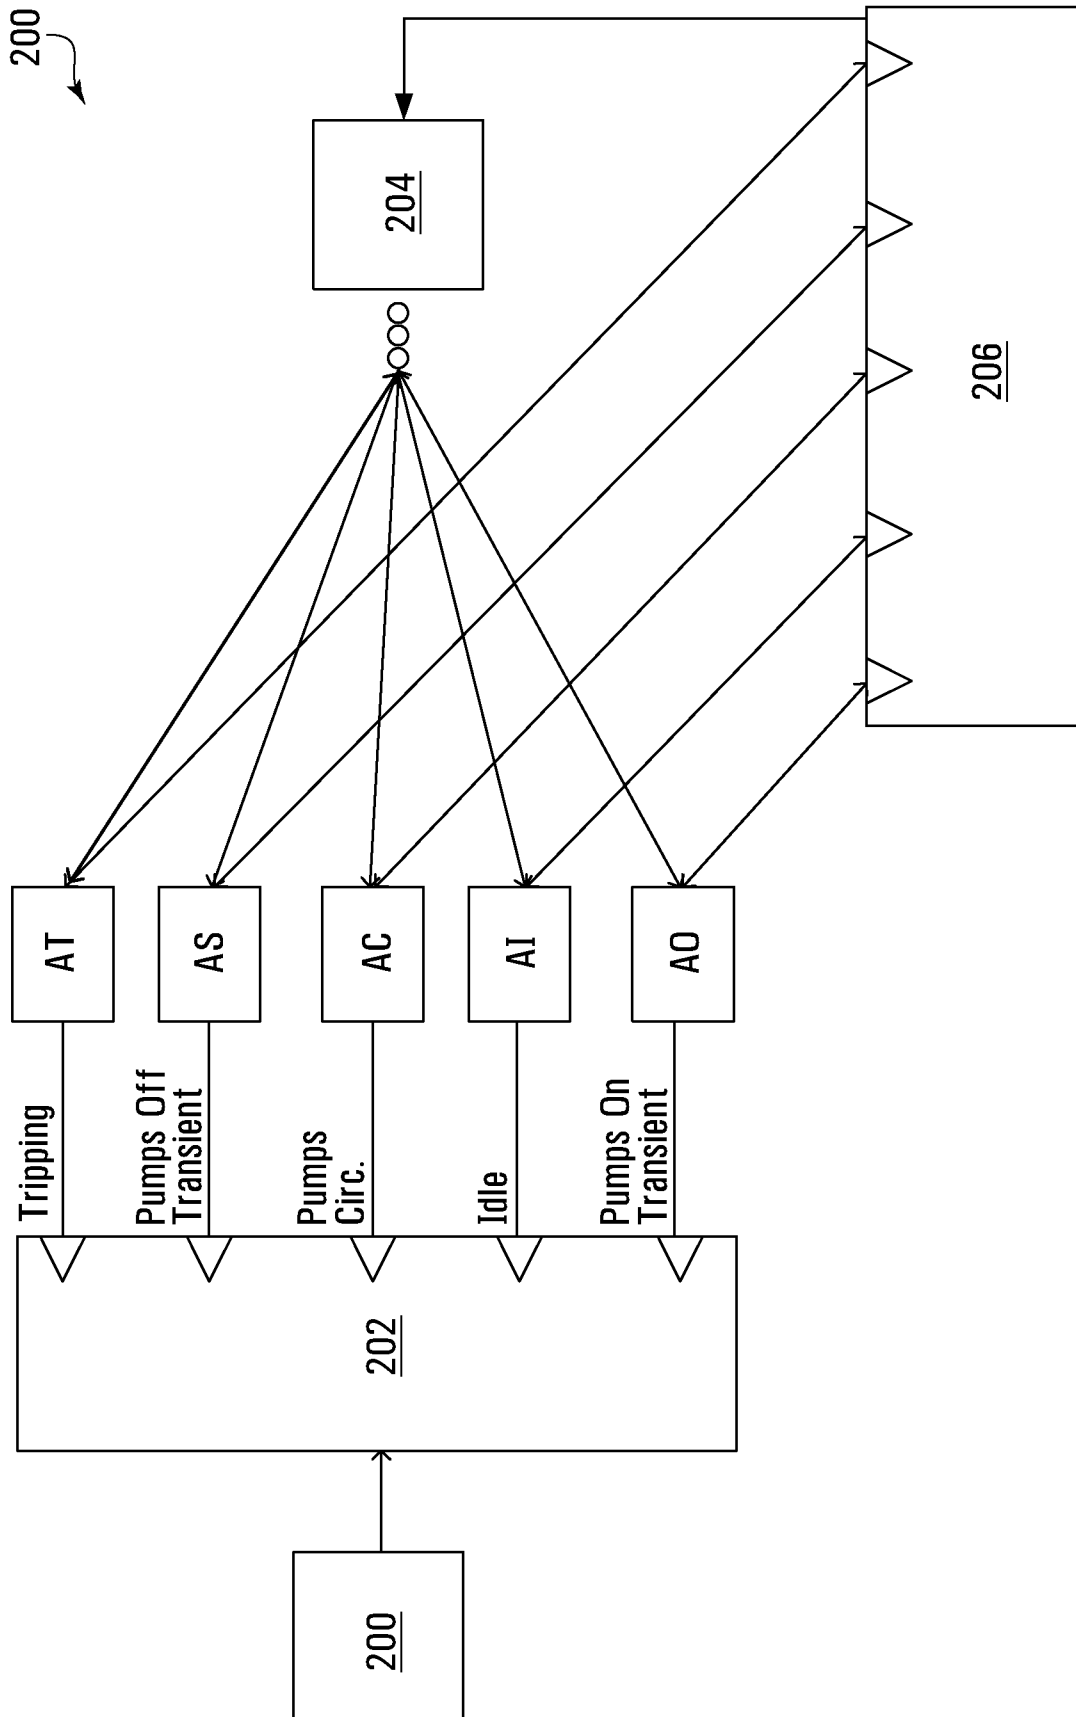 200
204
206
AT
AS
AC
AI
AO
Tripping
Pumps Off
Transient
Pumps
Circ.
Idle
Pumps On
Transient
202
200